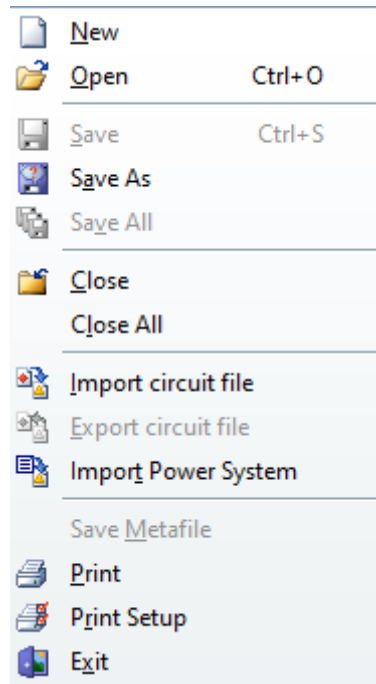 New
Open Ctrl+O
Save Ctrl+S
Save As
Save All
Close
Close All
Import circuit file
Export circuit file
Import Power System
Save Metafile
Print
Print Setup
Exit